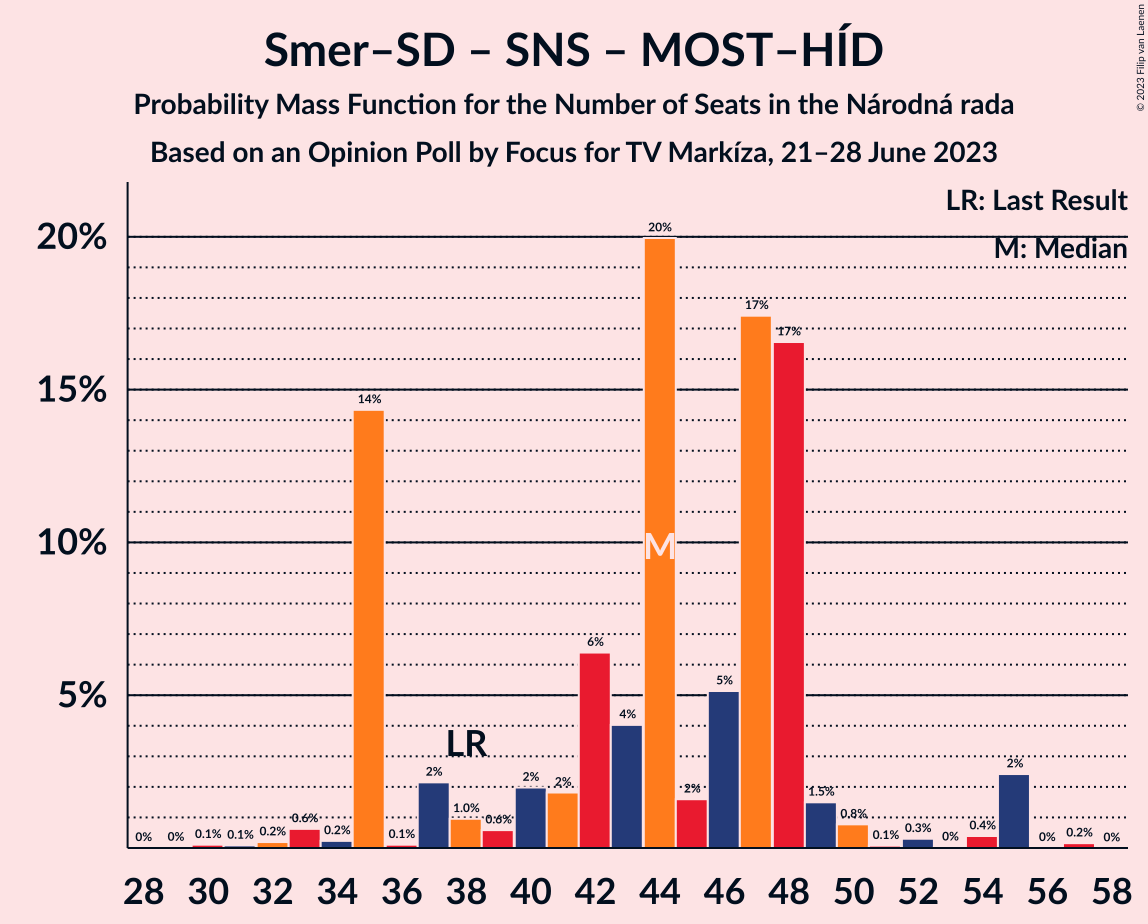 Smer–SD – SNS – MOST–HÍD
Probability Mass Function for the Number of Seats in the Národná rada
Based on an Opinion Poll by Focus for TV Markíza, 21–28 June 2023
© 2023 Filip van Laenen
LR: Last Result
M: Median
20%
15%
10%
5%
0% 0% 0.1% 0.1% 0.2% 0.6% 0.2% 14% 0.1% 2% 1.0% 0.6% 2% 2% 6% 4% 20% 2% 5% 17% 17% 1.5% 0.8% 0.1% 0.3% 0% 0.4% 2% 0% 0.2% 0%
LR
M
28 30 32 34 36 38 40 42 44 46 48 50 52 54 56 58